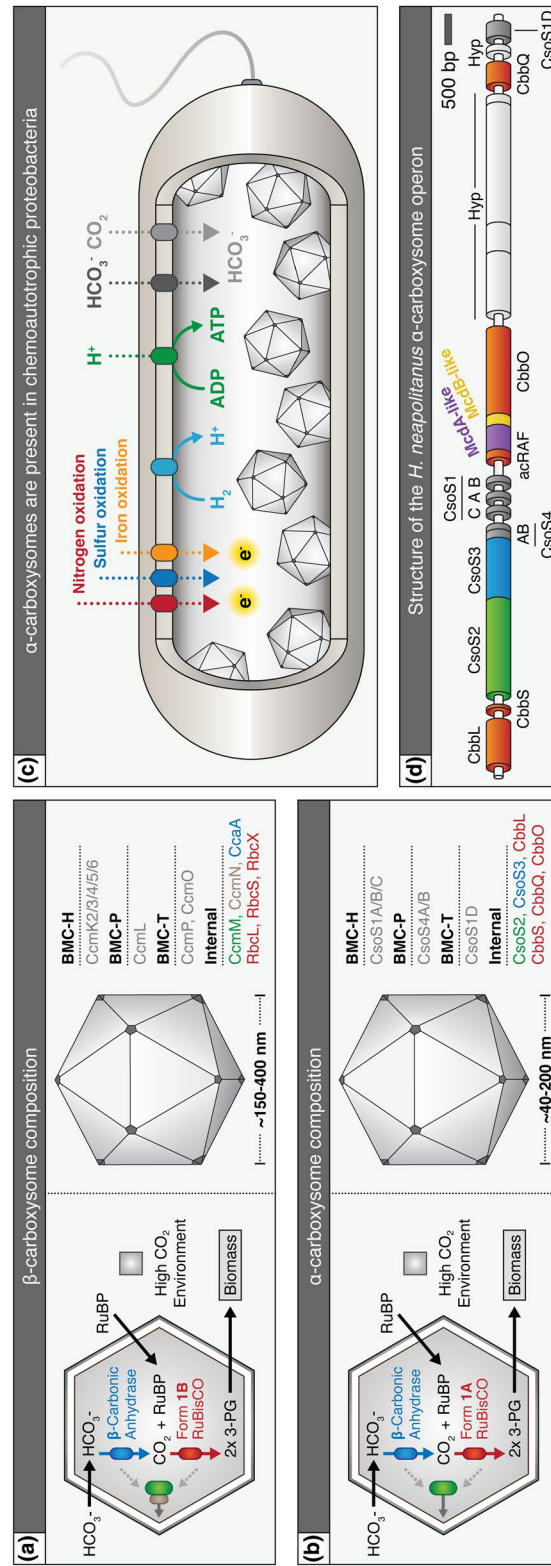 (a)
β-carboxysome composition
HCO3-
HCO3-
β-Carbonic
Anhydrase
CO2 + RuBP
Form 1B
RuBisCO
2x 3-PG
RuBP
High CO2
Environment
Biomass
~150-400 nm
BMC-H
CcmK2/3/4/5/6
BMC-P
CcmL
BMC-T
CcmP, CcmO
Internal
CcmM, CcmN, CcaA
RbcL, RbcS, RbcX
(b)
α-carboxysome composition
HCO3-
HCO3-
β-Carbonic
Anhydrase
CO2 + RuBP
Form 1A
RuBisCO
2x 3-PG
RuBP
High CO2
Environment
Biomass
~40-200 nm
BMC-H
CsoS1A/B/C
BMC-P
CsoS4A/B
BMC-T
CsoS1D
Internal
CsoS2, CsoS3, CbbL
CbbS, CbbQ, CbbO
(c)
α-carboxysomes are present in chemoautotrophic proteobacteria
Nitrogen oxidation
Sulfur oxidation
Iron oxidation
e-
e-
H2
H+
H+
ADP
ATP
HCO3-
CO2
HCO3-
(d)
Structure of the H. neapolitanus α-carboxysome operon
500 bp
CbbL
CbbS
CsoS2
CsoS3
AB
CsoS4
CsoS1
C A B
acRAF
McdA-like
McdB-like
CbbO
Hyp
CbbQ
Hyp
CsoS1D